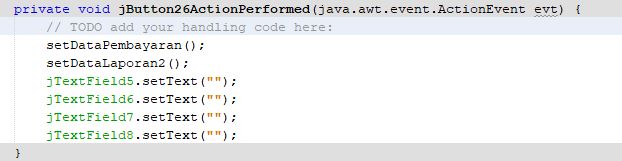 private void jButton26ActionPerformed(java.awt.event.ActionEvent evt) {
// TODO add your handling code here:
setDataPembayaran();
setDataLaporan2();
jTextField5.setText("");
jTextField6.setText("");
jTextField7.setText("");
jTextField8.setText("");
}